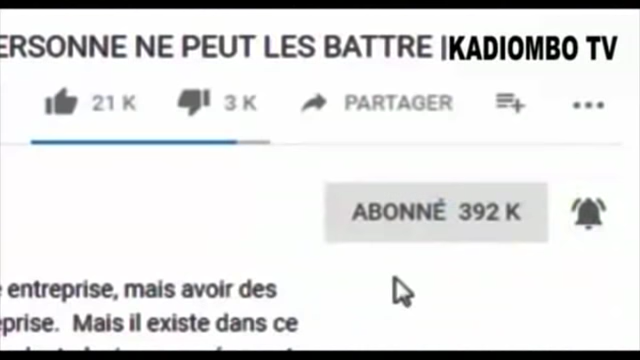 ERSONNE NE PEUT LES BATTRE | KADIOMBO TV
21 K 3 K PARTAGER
ABONNÉ 392 K
entreprise, mais avoir des
eprise. Mais il existe dans ce